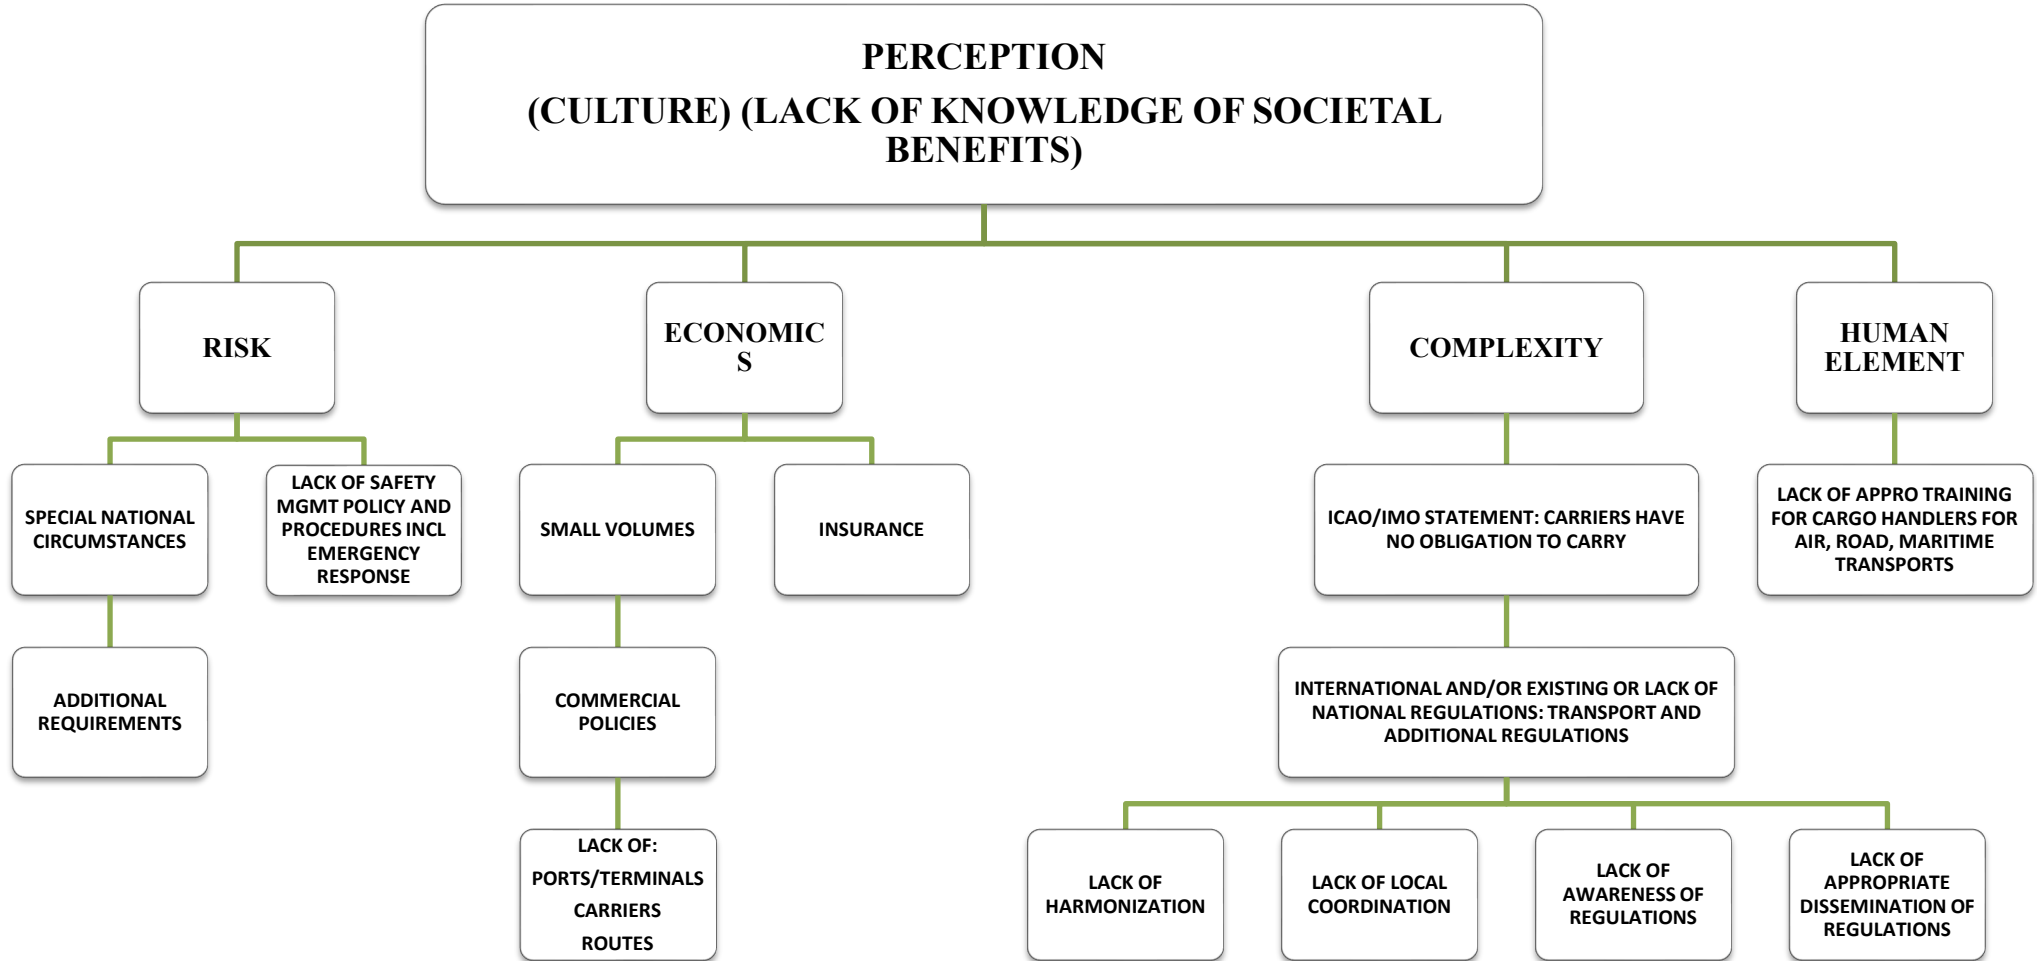 PERCEPTION
(CULTURE) (LACK OF KNOWLEDGE OF SOCIETAL
BENEFITS)
RISK
ECONOMIC
S
COMPLEXITY
HUMAN
ELEMENT
SPECIAL NATIONAL
CIRCUMSTANCES
LACK OF SAFETY
MGMT POLICY AND
PROCEDURES INCL
EMERGENCY
RESPONSE
SMALL VOLUMES
INSURANCE
ICAO/IMO STATEMENT: CARRIERS HAVE
NO OBLIGATION TO CARRY
LACK OF APPRO TRAINING
FOR CARGO HANDLERS FOR
AIR, ROAD, MARITIME
TRANSPORTS
ADDITIONAL
REQUIREMENTS
COMMERCIAL
POLICIES
INTERNATIONAL AND/OR EXISTING OR LACK OF
NATIONAL REGULATIONS: TRANSPORT AND
ADDITIONAL REGULATIONS
LACK OF:
PORTS/TERMINALS
CARRIERS
ROUTES
LACK OF
HARMONIZATION
LACK OF LOCAL
COORDINATION
LACK OF
AWARENESS OF
REGULATIONS
LACK OF
APPROPRIATE
DISSEMINATION OF
REGULATIONS